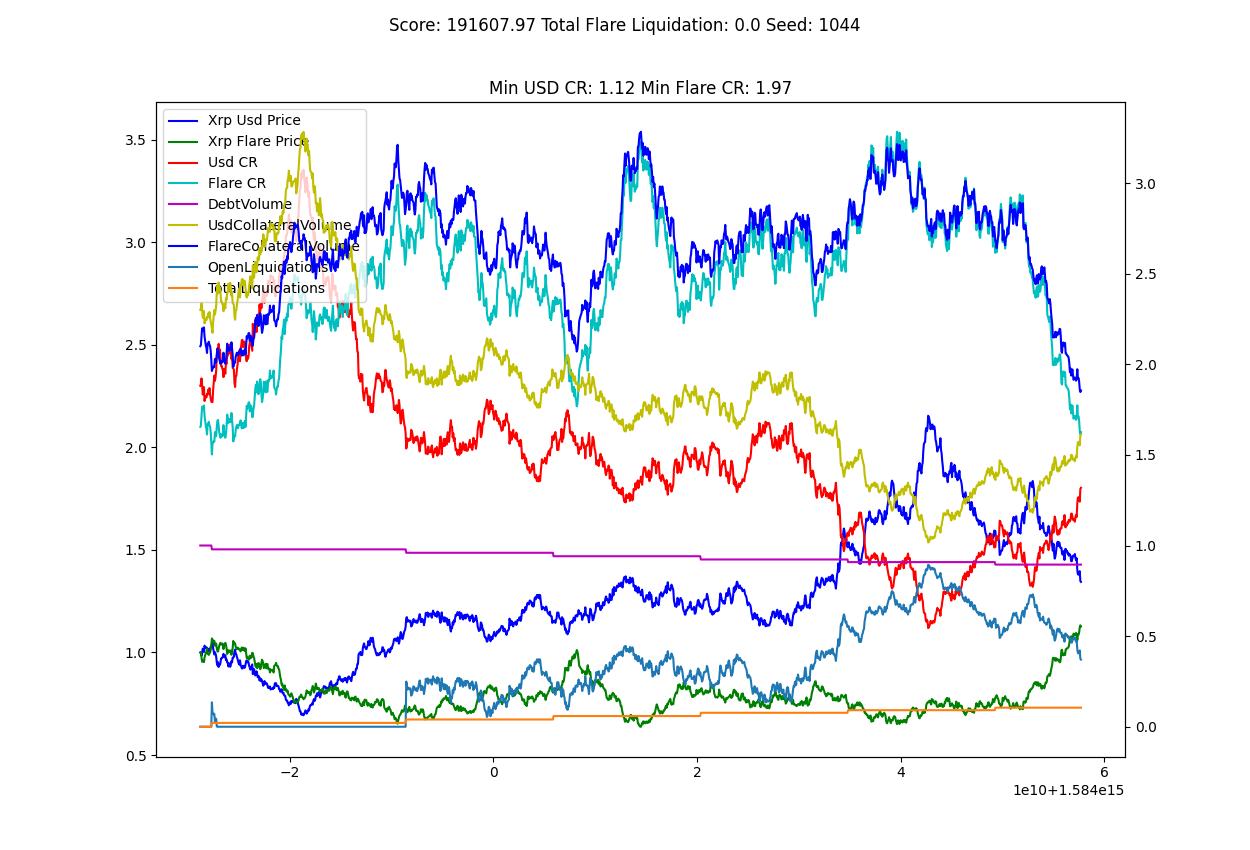 Score: 191607.97 Total Flare Liquidation: 0.0 Seed: 1044
Min USD CR: 1.12 Min Flare CR: 1.97
Xrp Usd Price
Xrp Flare Price
Usd CR
Flare CR
DebtVolume
UsdCollateralVolume
FlareCollateralVolume
OpenLiquidations
TotalLiquidations
3.5
3.0
2.5
2.0
1.5
1.0
0.5
3.0
2.5
2.0
1.5
1.0
0.5
0.0
−2
0
2
4
6
1e10+1.584e15